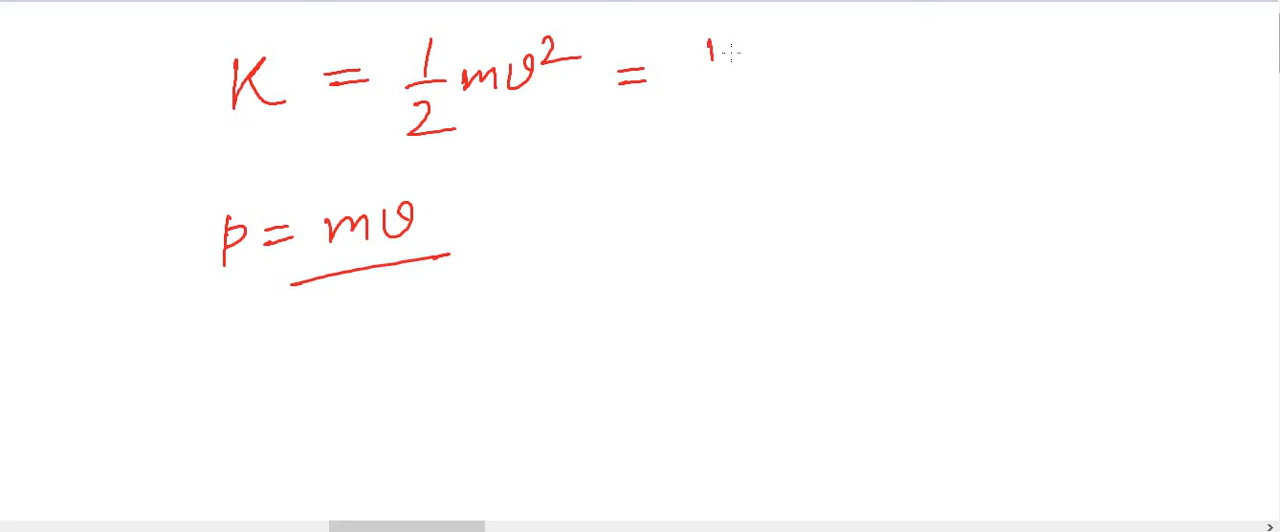 K = 1/2 mv² =
p = mv